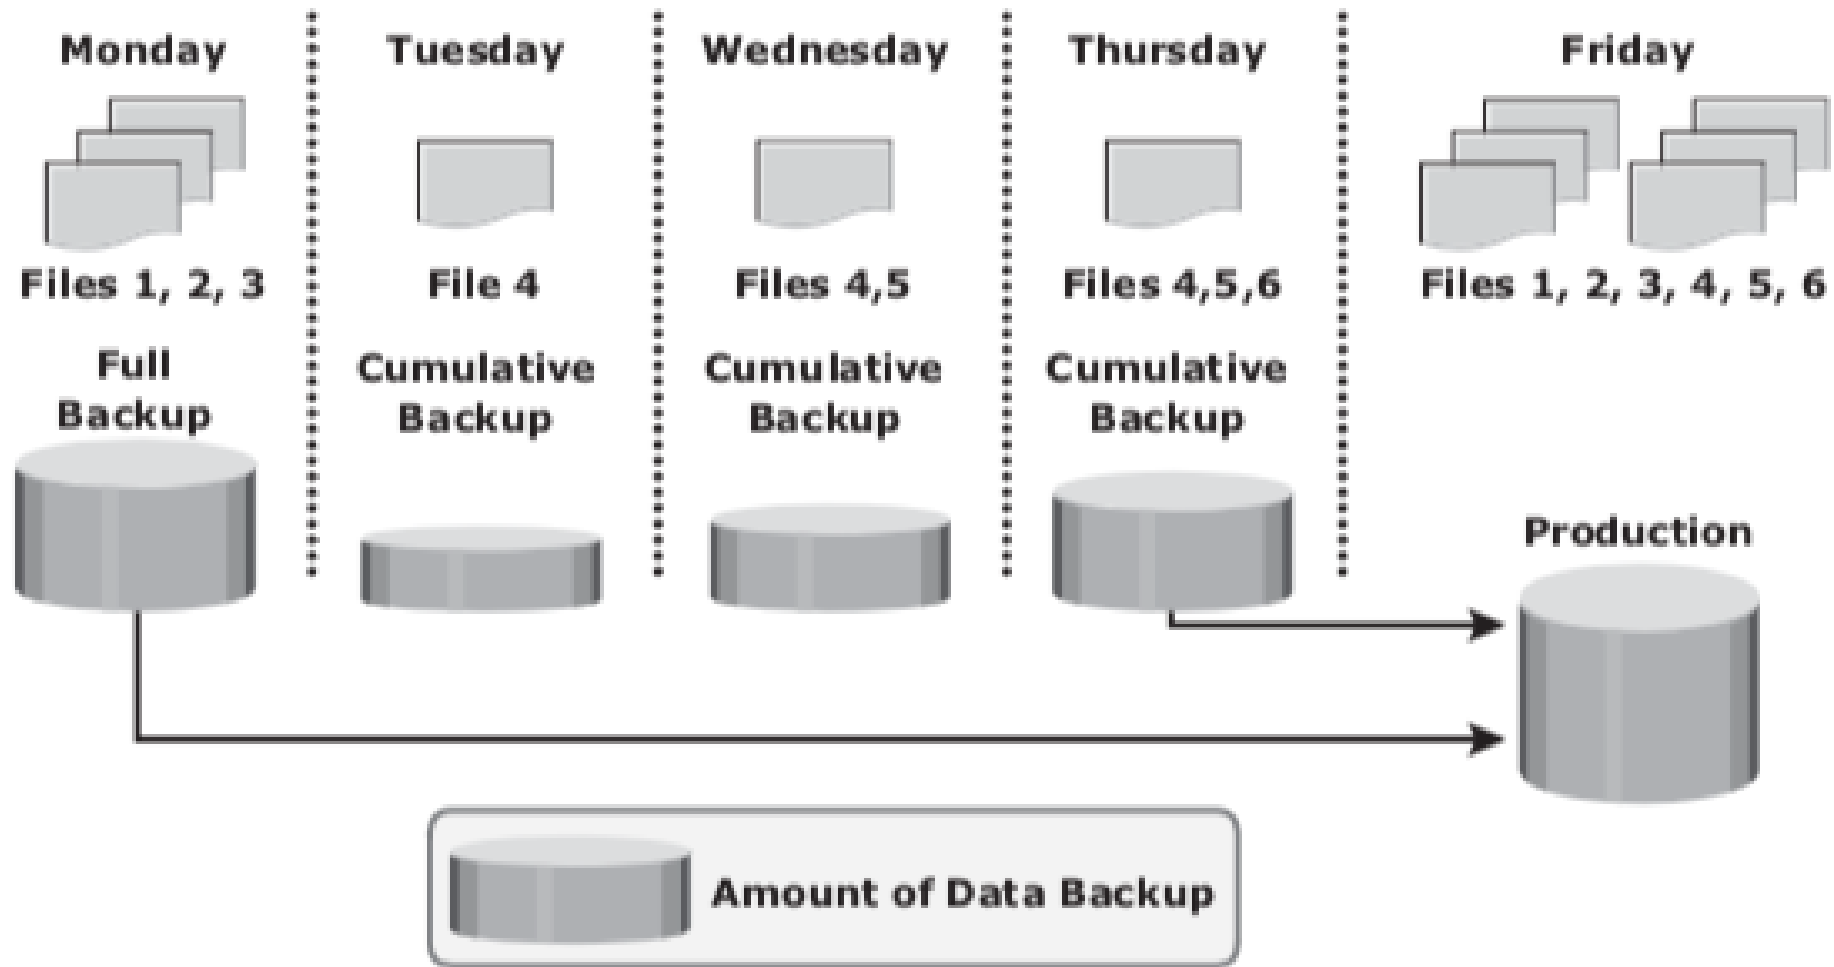 Monday
Tuesday
Wednesday
Thursday
Friday
Files 1, 2, 3
File 4
Files 4,5
Files 4,5,6
Files 1, 2, 3, 4, 5, 6
Full
Backup
Cumulative
Backup
Cumulative
Backup
Cumulative
Backup
Production
Amount of Data Backup